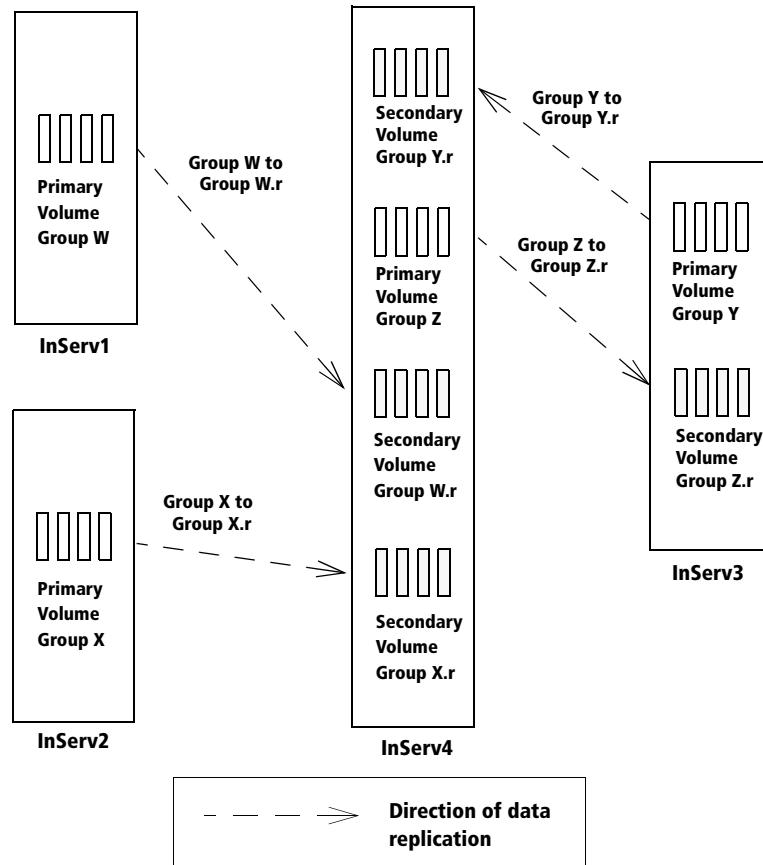 Primary
Volume
Group W
InServ1
Group W to
Group W.r
Primary
Volume
Group X
InServ2
Group X to
Group X.r
Secondary
Volume
Group Y.r
Primary
Volume
Group Z
Secondary
Volume
Group W.r
Secondary
Volume
Group X.r
InServ4
Group Y to
Group Y.r
Group Z to
Group Z.r
Primary
Volume
Group Y
Secondary
Volume
Group Z.r
InServ3
Direction of data
replication